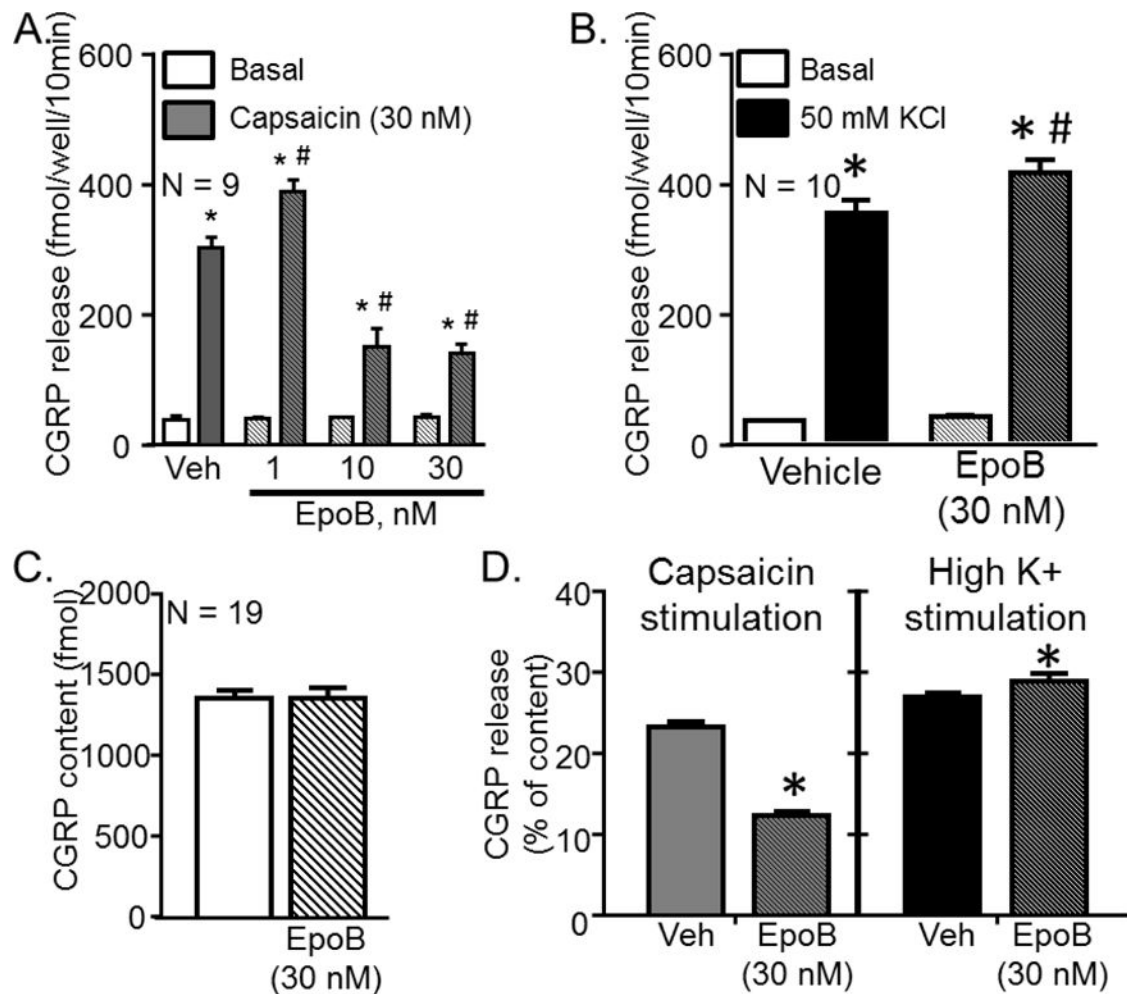 A.
CGRP release (fmol/well/10min)
600
400
200
0
Basal
Capsaicin (30 nM)
N = 9
*
* #
* #
* #
Veh
1
10
30
EpoB, nM
B.
CGRP release (fmol/well/10min)
600
400
200
0
Basal
50 mM KCl
N = 10
*
* #
Vehicle
EpoB
(30 nM)
C.
CGRP content (fmol)
2000
1500
1000
500
0
N = 19
EpoB
(30 nM)
D.
CGRP release
(% of content)
40
30
20
10
0
Capsaicin
stimulation
High K+
stimulation
*
*
Veh
EpoB
(30 nM)
Veh
EpoB
(30 nM)